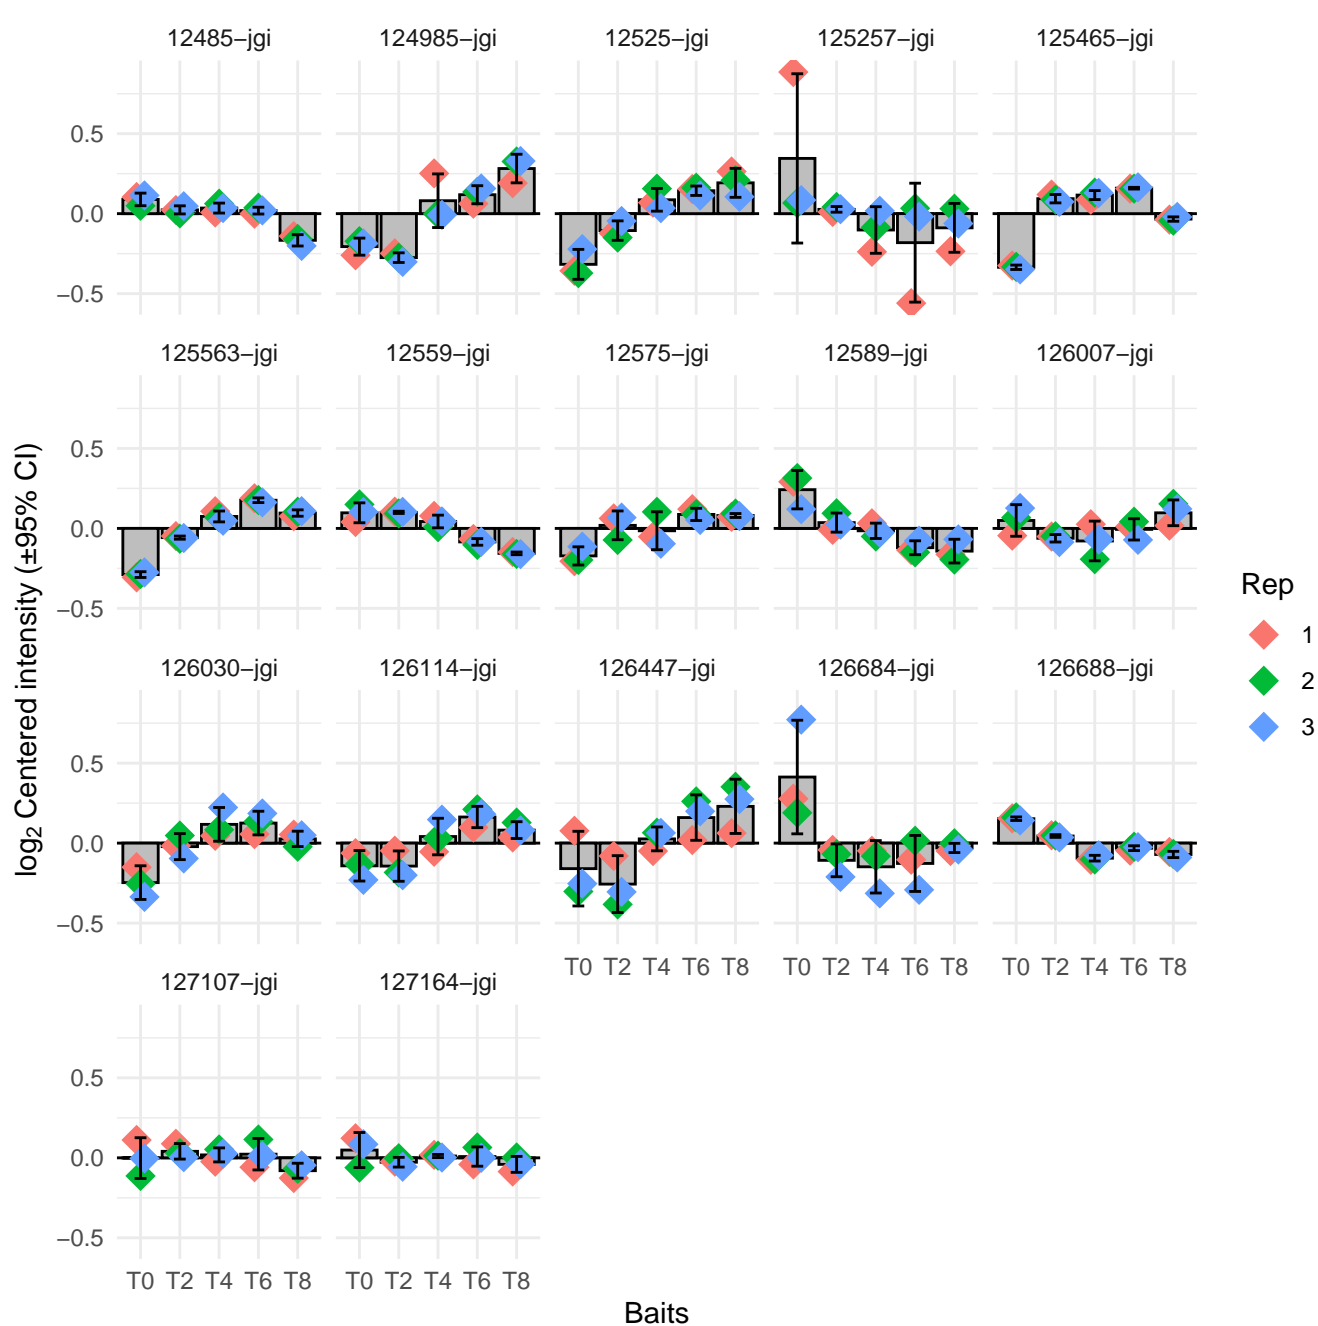 12485−jgi 124985−jgi 12525−jgi 125257−jgi 125465−jgi
0.5
0.0
−0.5
125563−jgi 12559−jgi 12575−jgi 12589−jgi 126007−jgi
0.5
0.0
−0.5
126030−jgi 126114−jgi 126447−jgi 126684−jgi 126688−jgi
0.5
0.0
−0.5
T0 T2 T4 T6 T8 T0 T2 T4 T6 T8 T0 T2 T4 T6 T8
127107−jgi 127164−jgi
0.5
0.0
−0.5
T0 T2 T4 T6 T8 T0 T2 T4 T6 T8
Baits
log2 Centered intensity (±95% CI)
Rep
1
2
3